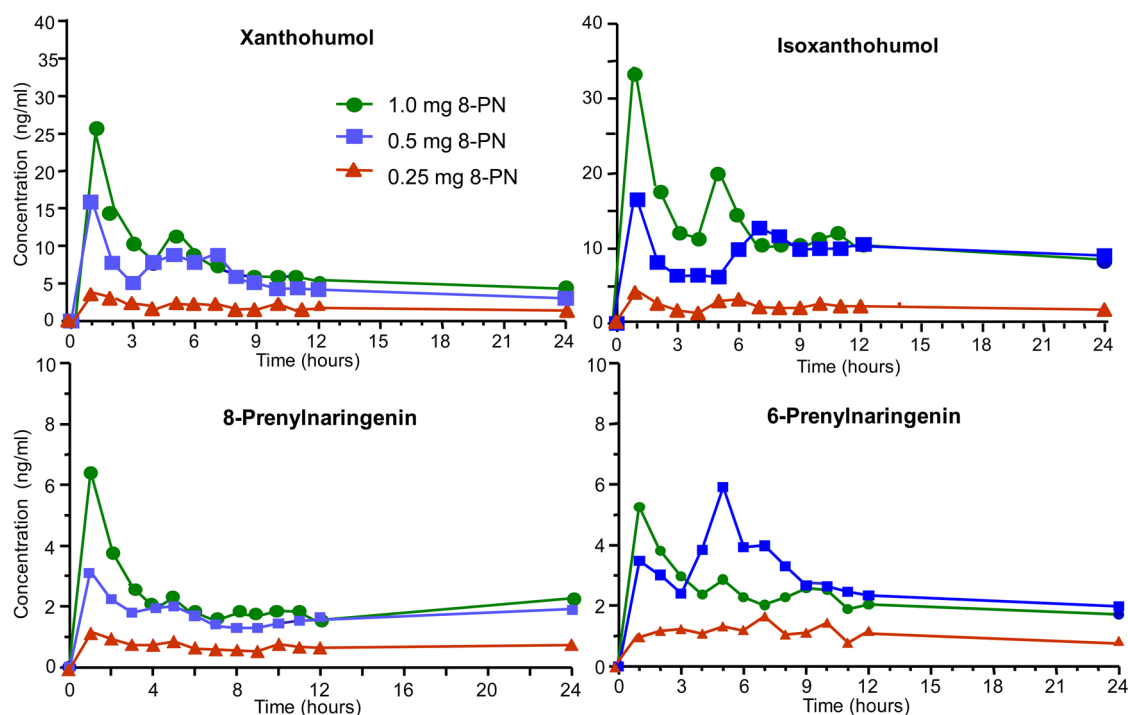 Xanthohumol
Concentration (ng/ml)
40
35
30
25
20
15
10
5
0
1.0 mg 8-PN
0.5 mg 8-PN
0.25 mg 8-PN
0 3 6 9 12 15 18 21 24
Time (hours)
Isoxanthohumol
40
30
20
10
0
0 3 6 9 12 15 18 21 24
Time (hours)
8-Prenylnaringenin
Concentration (ng/ml)
10
8
6
4
2
0
0 4 8 12 16 20 24
Time (hours)
6-Prenylnaringenin
10
8
6
4
2
0
0 3 6 9 12 15 18 21 24
Time (hours)